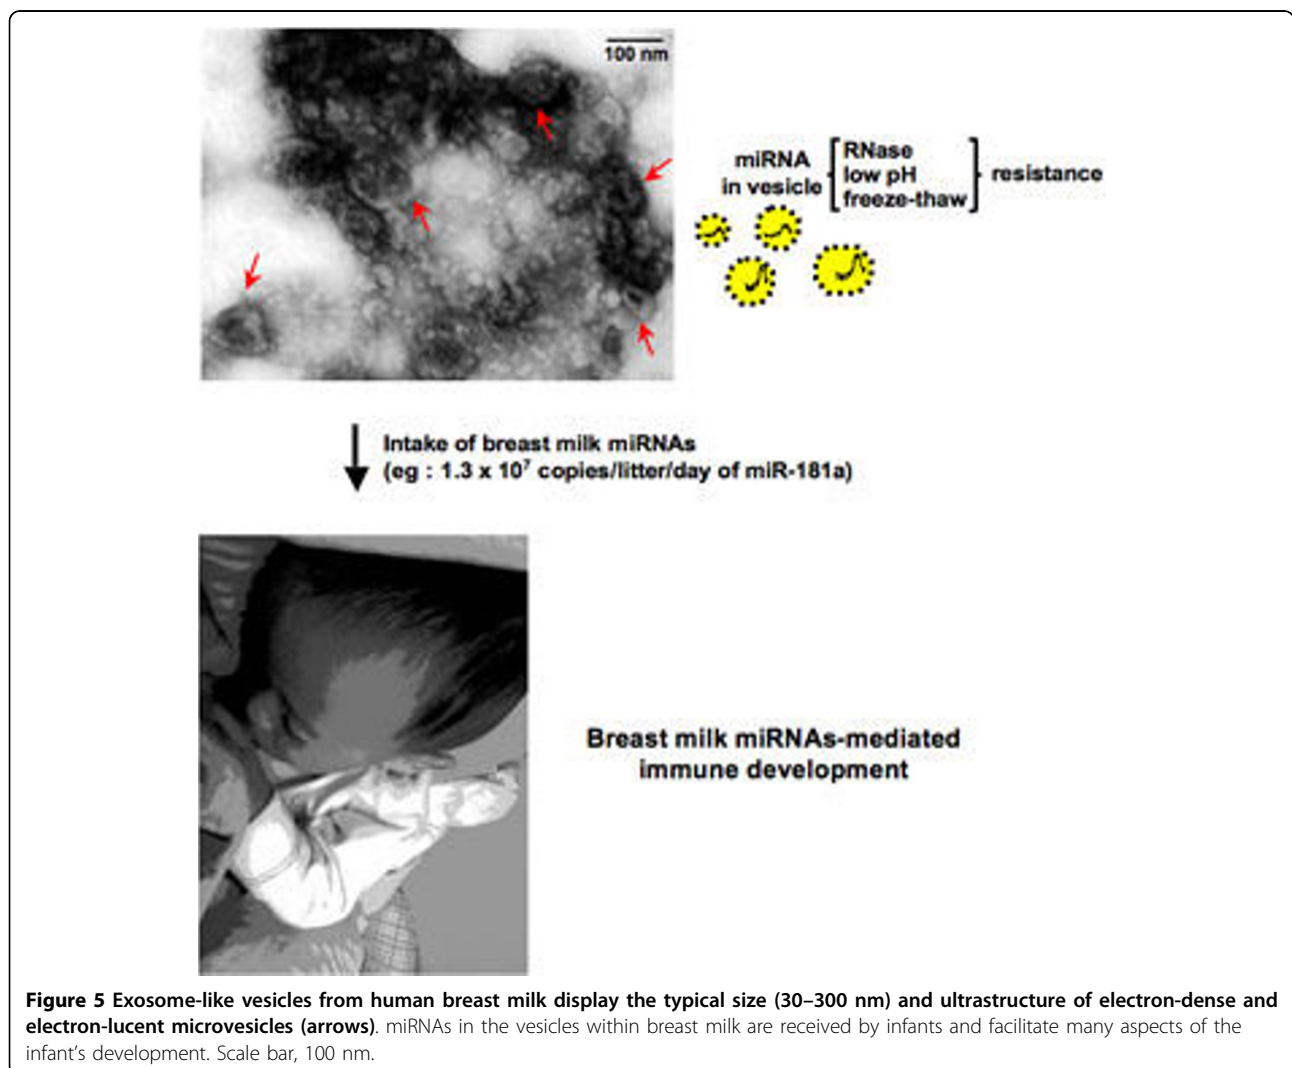 100 nm
miRNA
in vesicle
RNase
low pH
freeze-thaw
resistance
Intake of breast milk miRNAs
(eg : 1.3 x 10⁷ copies/litter/day of miR-181a)
Breast milk miRNAs-mediated
immune development
Figure 5 Exosome-like vesicles from human breast milk display the typical size (30–300 nm) and ultrastructure of electron-dense and
electron-lucent microvesicles (arrows). miRNAs in the vesicles within breast milk are received by infants and facilitate many aspects of the
infant’s development. Scale bar, 100 nm.